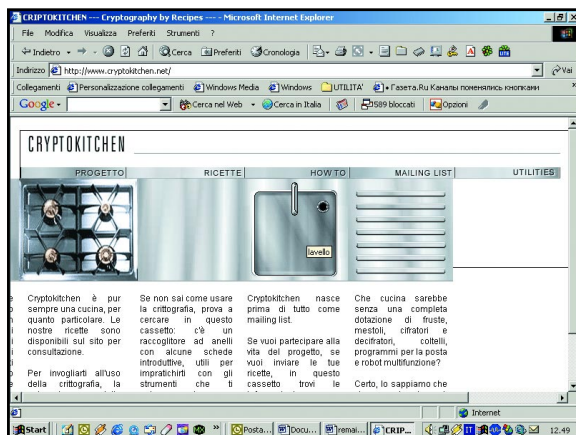 CRIPTOKITCHEN --- Cryptography by Recipes - - Microsoft Internet Explorer
File Modifica Visualizza Preferiti Strumenti ?
Indietro Cerca Preferiti Cronologia
Indirizzo http://www.cryptokitchen.net/ Vai
Collegamenti Personalizzazione collegamenti Windows Media Windows UTILITA' Газета.Ru Каналы поменялись кнопками
Google Cerca nel Web Cerca in Italia 1589 bloccati Opzioni
CRYPTOKITCHEN
PROGETTO RICETTE HOW TO MAILING LIST UTILITIES
lavello
Cryptokitchen è pur
sempre una cucina, per
quanto particolare. Le
nostre ricette sono
disponibili sul sito per
consultazione.
Per invogliarti all'uso
della crittografia, la
Se non sai come usare
la crittografia, prova a
cercare in questo
cassetto: c'è un
raccoglitore ad anelli
con alcune schede
introduttive, utili per
impratichirti con gli
strumenti che ti
Cryptokitchen nasce
prima di tutto come
mailing list.
Se vuoi partecipare alla
vita del progetto, se
vuoi inviare le tue
ricette, in questo
cassetto trovi le
Che cucina sarebbe
senza una completa
dotazione di fruste,
mestoli, cifratori e
decifratori, coltelli,
programmi per la posta
e robot multifunzione?
Certo, lo sappiamo che
Internet
Start Posta... Docu... remai... CRIP... IT 12.49